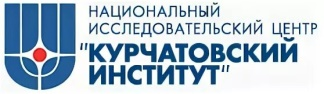 НАЦИОНАЛЬНЫЙ
ИССЛЕДОВАТЕЛЬСКИЙ ЦЕНТР
"КУРЧАТОВСКИЙ
ИНСТИТУТ"